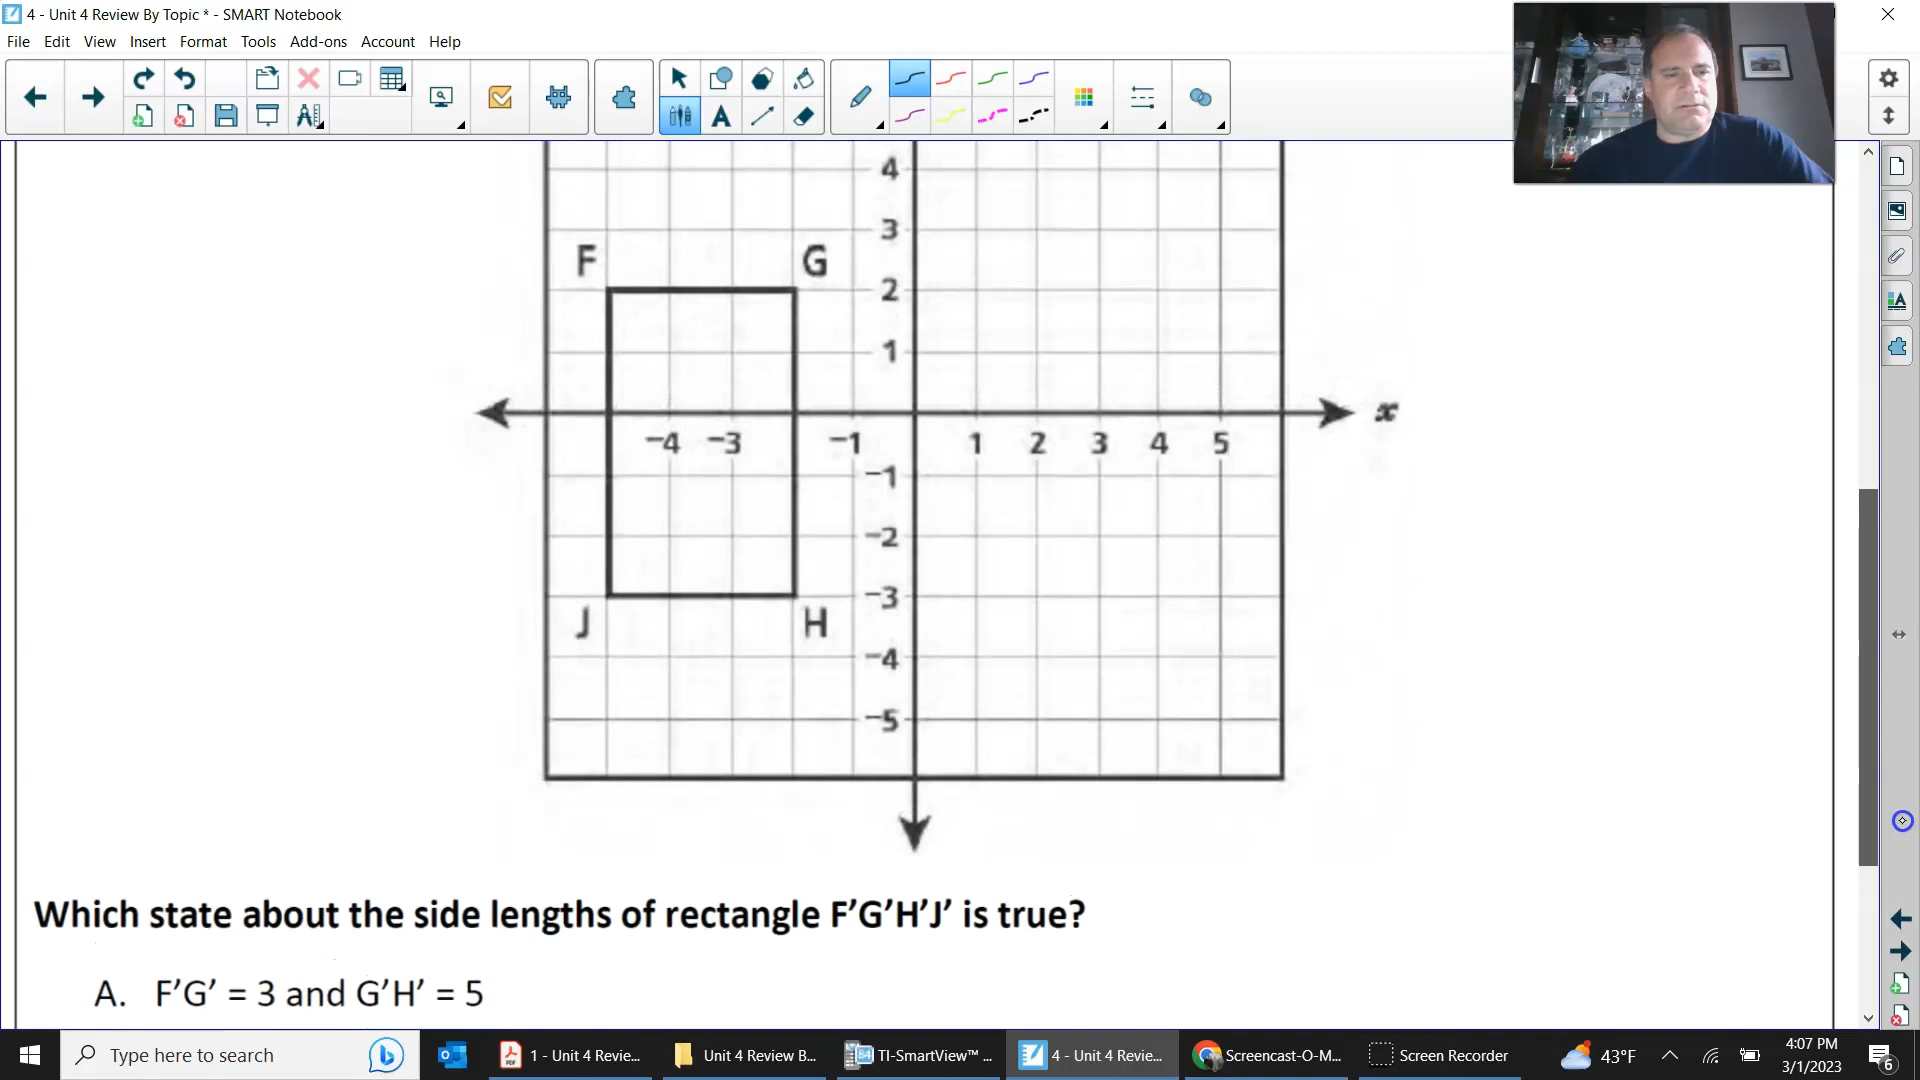 4 - Unit 4 Review By Topic * - SMART Notebook
File Edit View Insert Format Tools Add-ons Account Help
A
4
3
F G
2
1
x
−4 −3 −1 1 2 3 4 5
−1
−2
−3
J H
−4
−5
Which state about the side lengths of rectangle F’G’H’J’ is true?
A. F’G’ = 3 and G’H’ = 5
Type here to search
1 - Unit 4 Revie...
Unit 4 Review B...
TI-SmartView™ ...
4 - Unit 4 Revie...
Screencast-O-M...
Screen Recorder
43°F
4:07 PM
3/1/2023
6